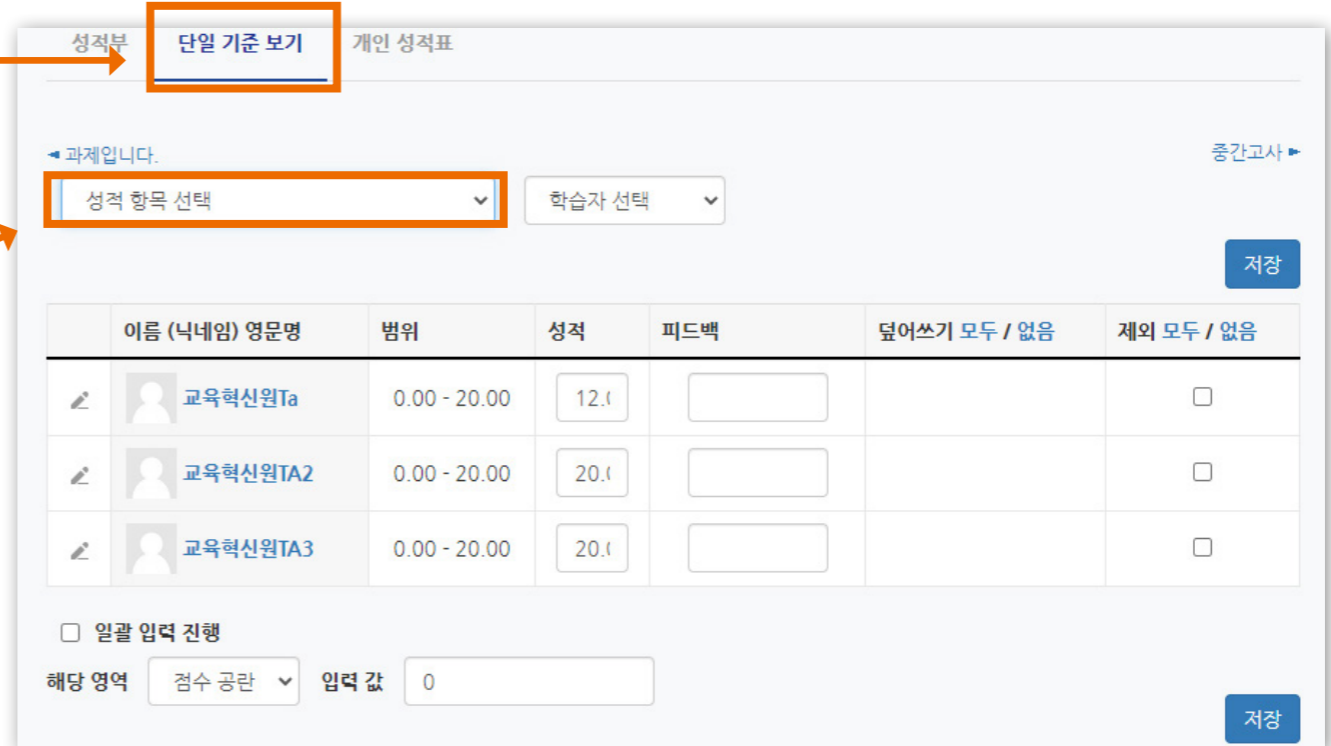 성적부 단일 기준 보기 개인 성적표
◄ 과제입니다. 중간고사 ►
성적 항목 선택 학습자 선택
저장
이름 (닉네임) 영문명 범위 성적 피드백 덮어쓰기 모두 / 없음 제외 모두 / 없음
교육혁신원Ta 0.00 - 20.00 12.
교육혁신원TA2 0.00 - 20.00 20.
교육혁신원TA3 0.00 - 20.00 20.
일괄 입력 진행
해당 영역 점수 공란 입력 값 0
저장